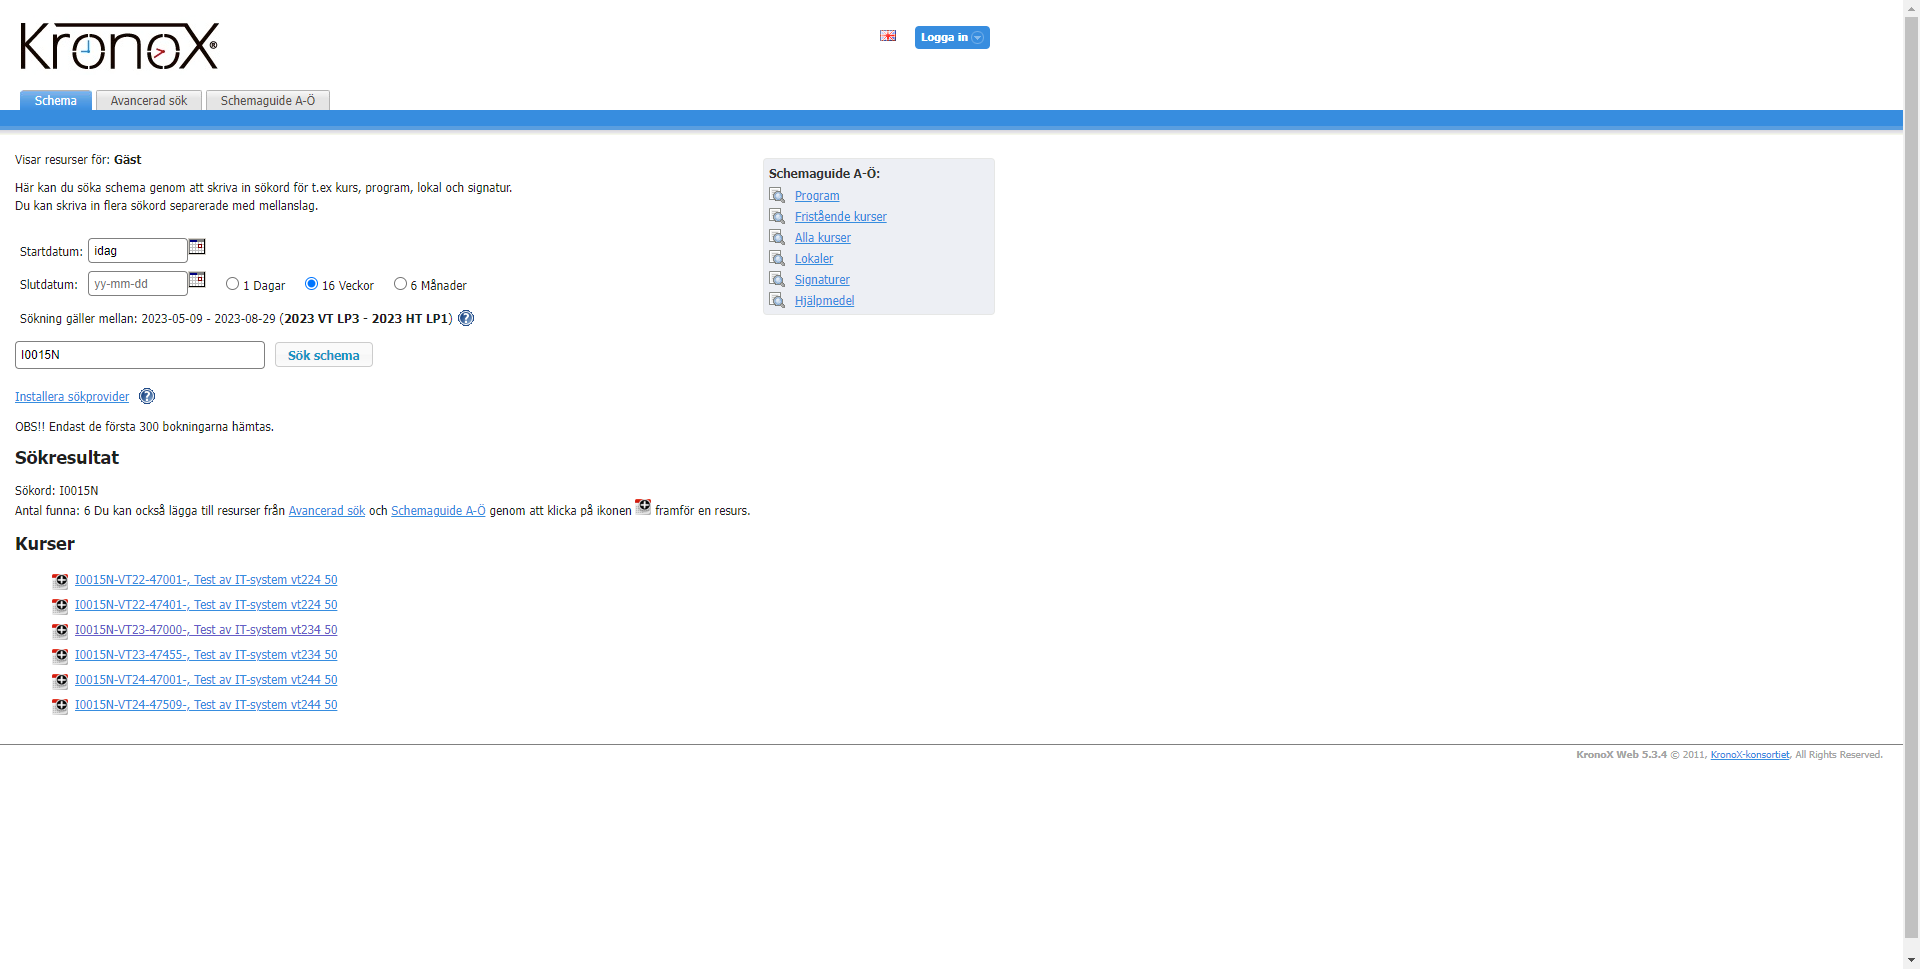 KronoX®
Logga in
Schema
Avancerad sök
Schemaguide A-Ö
Visar resurser för: Gäst
Här kan du söka schema genom att skriva in sökord för t.ex kurs, program, lokal och signatur.
Du kan skriva in flera sökord separerade med mellanslag.
Schemaguide A-Ö:
Program
Fristående kurser
Alla kurser
Lokaler
Signaturer
Hjälpmedel
Startdatum: idag
Slutdatum: yy-mm-dd 1 Dagar 16 Veckor 6 Månader
Sökning gäller mellan: 2023-05-09 - 2023-08-29 (2023 VT LP3 - 2023 HT LP1) ?
I0015N Sök schema
Installera sökprovider ?
OBS!! Endast de första 300 bokningarna hämtas.
Sökresultat
Sökord: I0015N
Antal funna: 6 Du kan också lägga till resurser från Avancerad sök och Schemaguide A-Ö genom att klicka på ikonen framför en resurs.
Kurser
I0015N-VT22-47001-, Test av IT-system vt224 50
I0015N-VT22-47401-, Test av IT-system vt224 50
I0015N-VT23-47000-, Test av IT-system vt234 50
I0015N-VT23-47455-, Test av IT-system vt234 50
I0015N-VT24-47001-, Test av IT-system vt244 50
I0015N-VT24-47509-, Test av IT-system vt244 50
KronoX Web 5.3.4 © 2011, KronoX-konsortiet, All Rights Reserved.